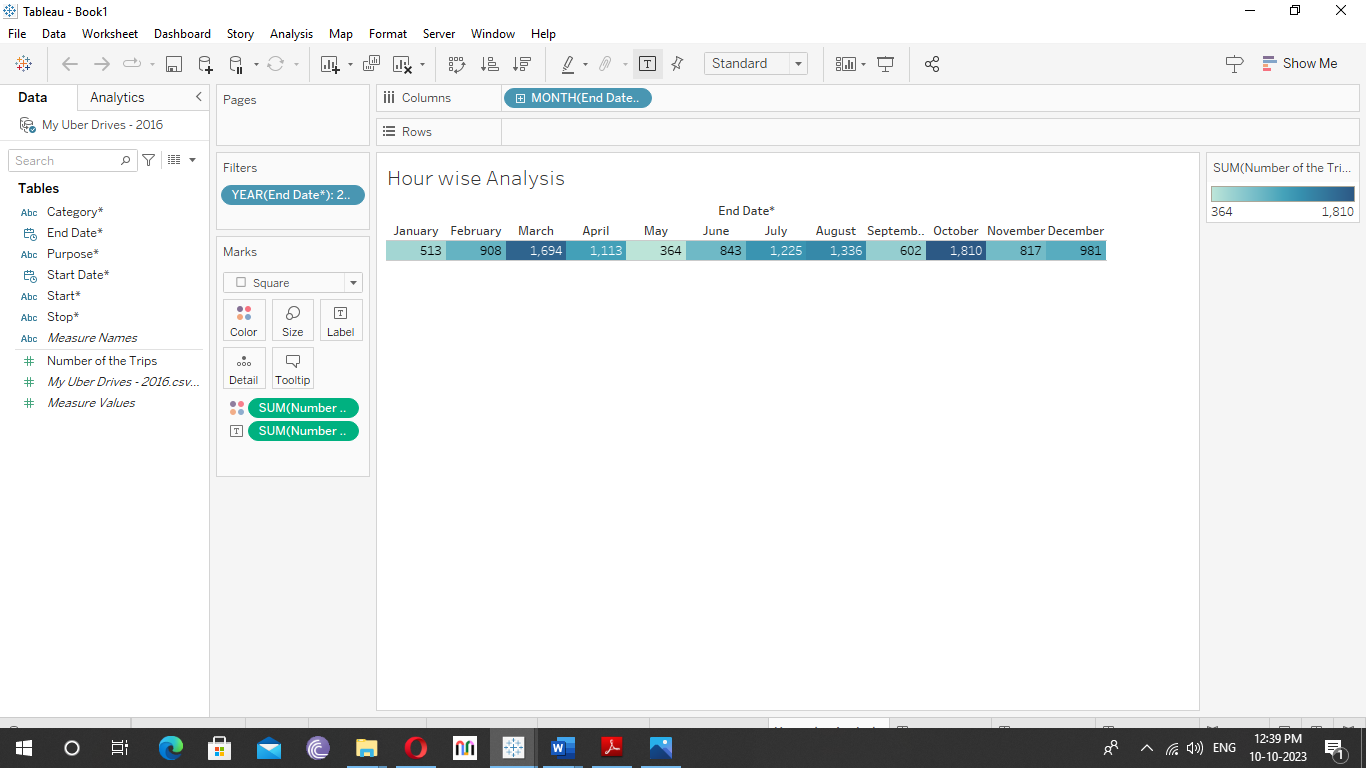 Tableau - Book1
File Data Worksheet Dashboard Story Analysis Map Format Server Window Help
Standard
Show Me
Data Analytics
Pages
Columns
MONTH(End Date..
My Uber Drives - 2016
Rows
Search
Filters
YEAR(End Date*): 2..
Hour wise Analysis
SUM(Number of the Tri...
364 1,810
Tables
Abc Category*
End Date*
Abc Purpose*
Start Date*
Abc Start*
Abc Stop*
Abc Measure Names
Number of the Trips
My Uber Drives - 2016.csv...
Measure Values
Marks
Square
Color Size Label
Detail Tooltip
SUM(Number ..
SUM(Number ..
End Date*
January February March April May June July August Septemb.. October November December
513 908 1,694 1,113 364 843 1,225 1,336 602 1,810 817 981
ENG
12:39 PM
10-10-2023
1